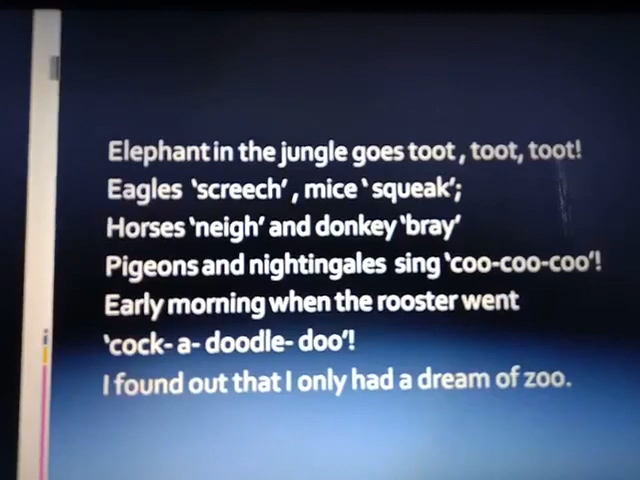 Elephant in the jungle goes toot , toot, toot!
Eagles ‘screech’ , mice ‘ squeak’;
Horses ‘neigh’ and donkey ‘bray’
Pigeons and nightingales sing ‘coo-coo-coo’!
Early morning when the rooster went
‘cock- a- doodle- doo’!
I found out that I only had a dream of zoo.